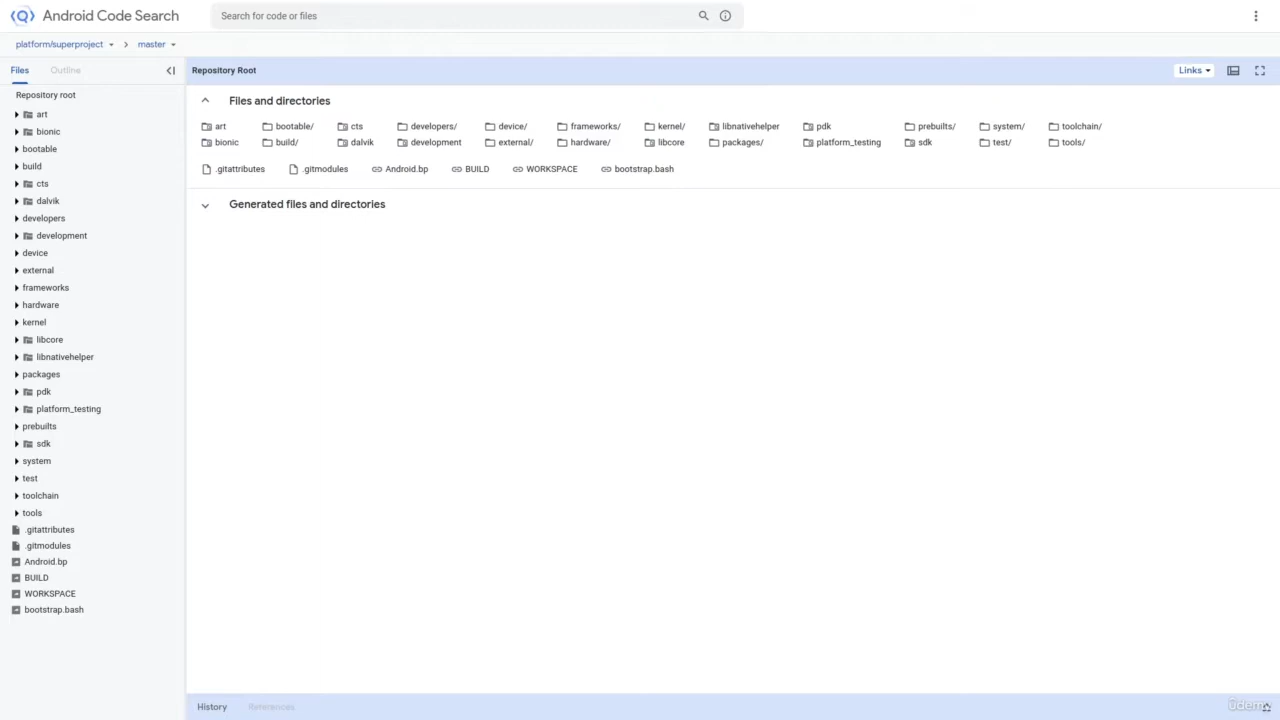 Android Code Search
Search for code or files
platform/superproject master
Files Outline
Repository root
art
bionic
bootable
build
cts
dalvik
developers
development
device
external
frameworks
hardware
kernel
libcore
libnativehelper
packages
pdk
platform_testing
prebuilts
sdk
system
test
toolchain
tools
.gitattributes
.gitmodules
Android.bp
BUILD
WORKSPACE
bootstrap.bash
Repository Root Links
Files and directories
art bootable/ cts developers/ device/ frameworks/ kernel/ libnativehelper pdk prebuilts/ system/ toolchain/
bionic build/ dalvik development external/ hardware/ libcore packages/ platform_testing sdk test/ tools/
.gitattributes .gitmodules Android.bp BUILD WORKSPACE bootstrap.bash
Generated files and directories
History References
ûdemy